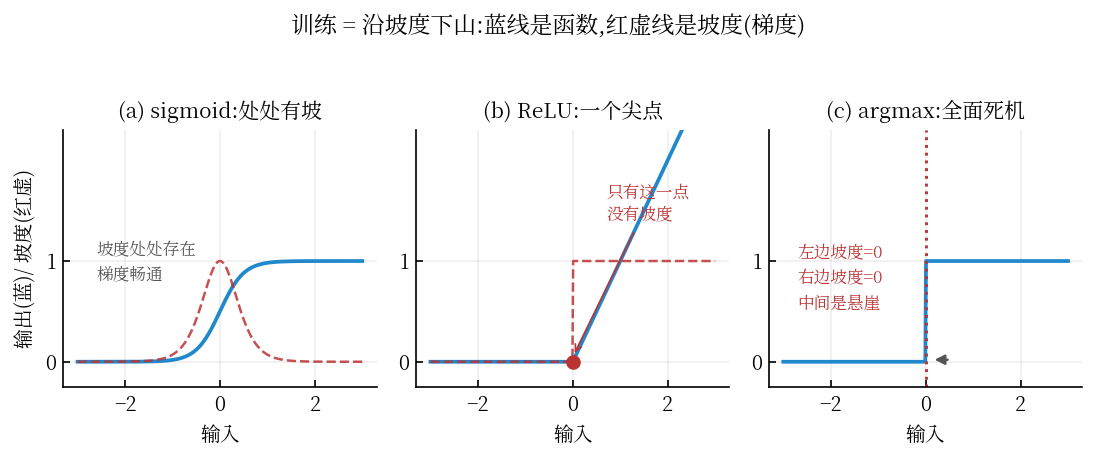 训练 = 沿坡度下山:蓝线是函数,红虚线是坡度(梯度)
(a) sigmoid:处处有坡
输出(蓝)/ 坡度(红虚)
坡度处处存在
梯度畅通
1
0
−2
0
2
输入
(b) ReLU:一个尖点
只有这一点
没有坡度
1
0
−2
0
2
输入
(c) argmax:全面死机
左边坡度=0
右边坡度=0
中间是悬崖
1
0
−2
0
2
输入